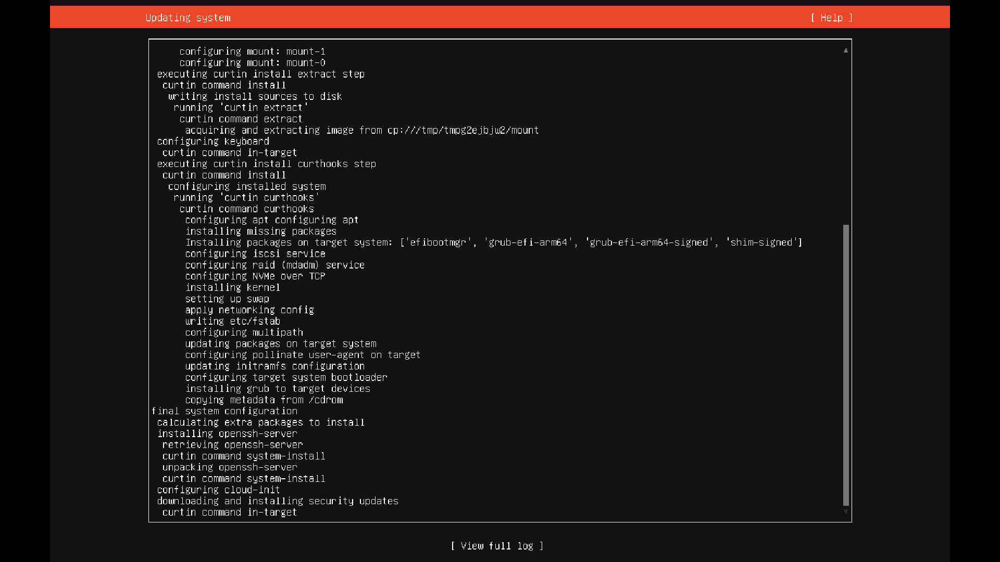 Updating system [ Help ]
configuring mount: mount-1
configuring mount: mount-0
executing curtin install extract step
curtin command install
writing install sources to disk
running 'curtin extract'
curtin command extract
acquiring and extracting image from cp:///tmp/tmpg2ejbjw2/mount
configuring keyboard
curtin command in-target
executing curtin install curthooks step
curtin command install
configuring installed system
running 'curtin curthooks'
curtin command curthooks
configuring apt configuring apt
installing missing packages
Installing packages on target system: ['efibootmgr', 'grub-efi-arm64', 'grub-efi-arm64-signed', 'shim-signed']
configuring iscsi service
configuring raid (mdadm) service
configuring NVMe over TCP
installing kernel
setting up swap
apply networking config
writing etc/fstab
configuring multipath
updating packages on target system
configuring pollinate user-agent on target
updating initramfs configuration
configuring target system bootloader
installing grub to target devices
copying metadata from /cdrom
final system configuration
calculating extra packages to install
installing openssh-server
retrieving openssh-server
curtin command system-install
unpacking openssh-server
curtin command system-install
configuring cloud-init
downloading and installing security updates
curtin command in-target
[ View full log ]